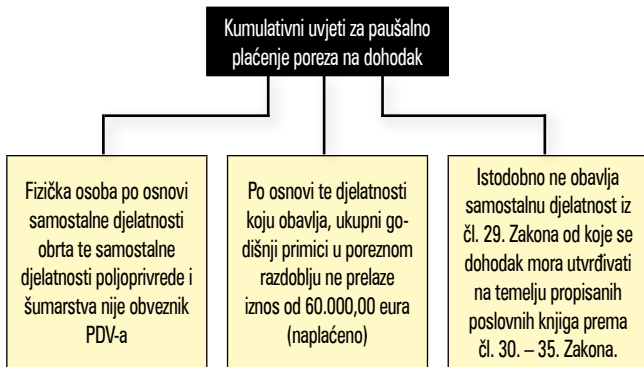 Kumulativni uvjeti za paušalno
plaćenje poreza na dohodak
Fizička osoba po osnovi
samostalne djelatnosti
obrta te samostalne
djelatnosti poljoprivrede i
šumarstva nije obveznik
PDV-a
Po osnovi te djelatnosti
koju obavlja, ukupni go-
dišnji primici u poreznom
razdoblju ne prelaze
iznos od 60.000,00 eura
(naplaćeno)
Istodobno ne obavlja
samostalnu djelatnost iz
čl. 29. Zakona od koje se
dohodak mora utvrđivati
na temelju propisanih
poslovnih knjiga prema
čl. 30. – 35. Zakona.